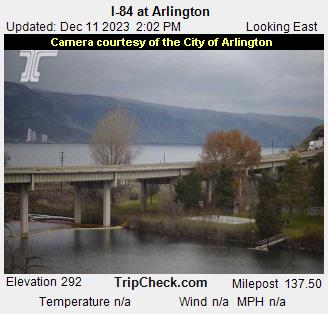 I-84 at Arlington
Updated: Dec 11 2023 2:02 PM Looking East
Camera courtesy of the City of Arlington
Elevation 292 TripCheck.com Milepost 137.50
Temperature n/a Wind n/a MPH n/a